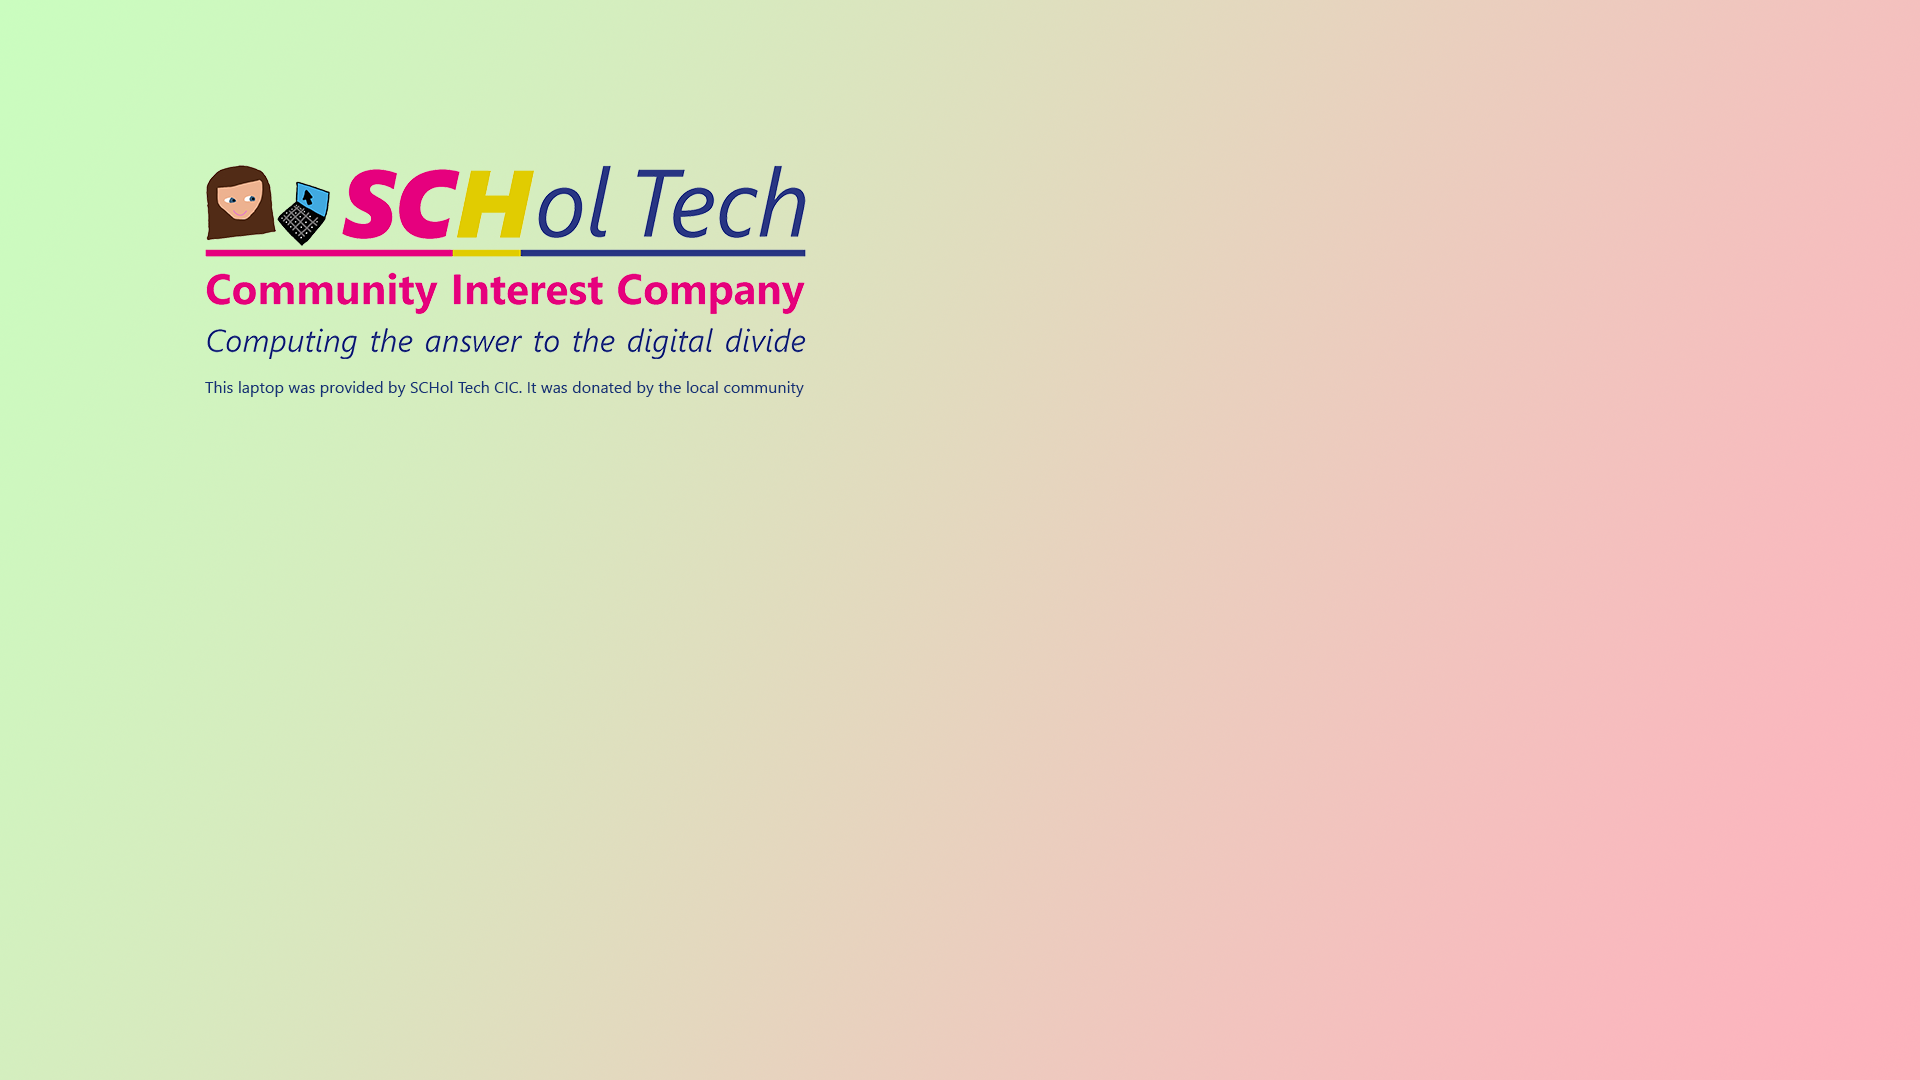 SCHol Tech
Community Interest Company
Computing the answer to the digital divide
This laptop was provided by SCHol Tech CIC. It was donated by the local community